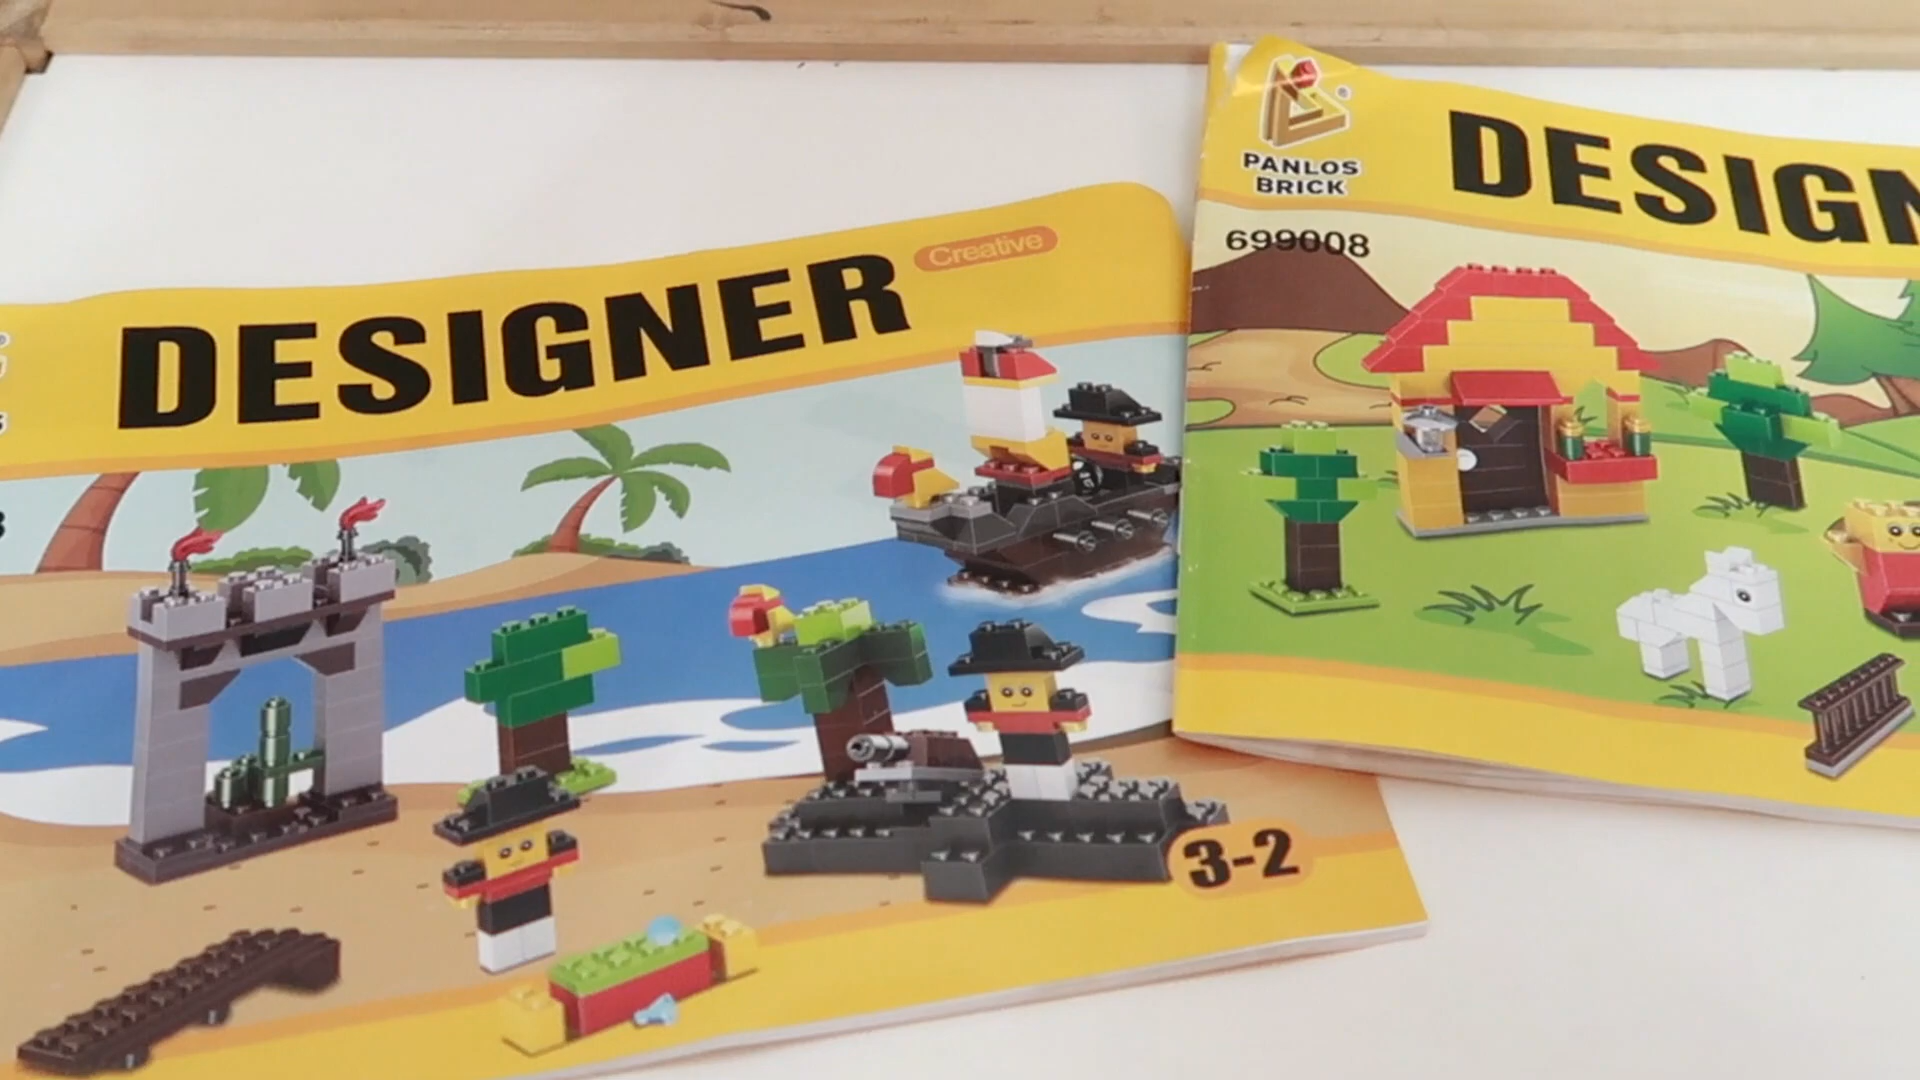 DESIGNER
Creative
3-2
PANLOS
BRICK
DESIGN
699008